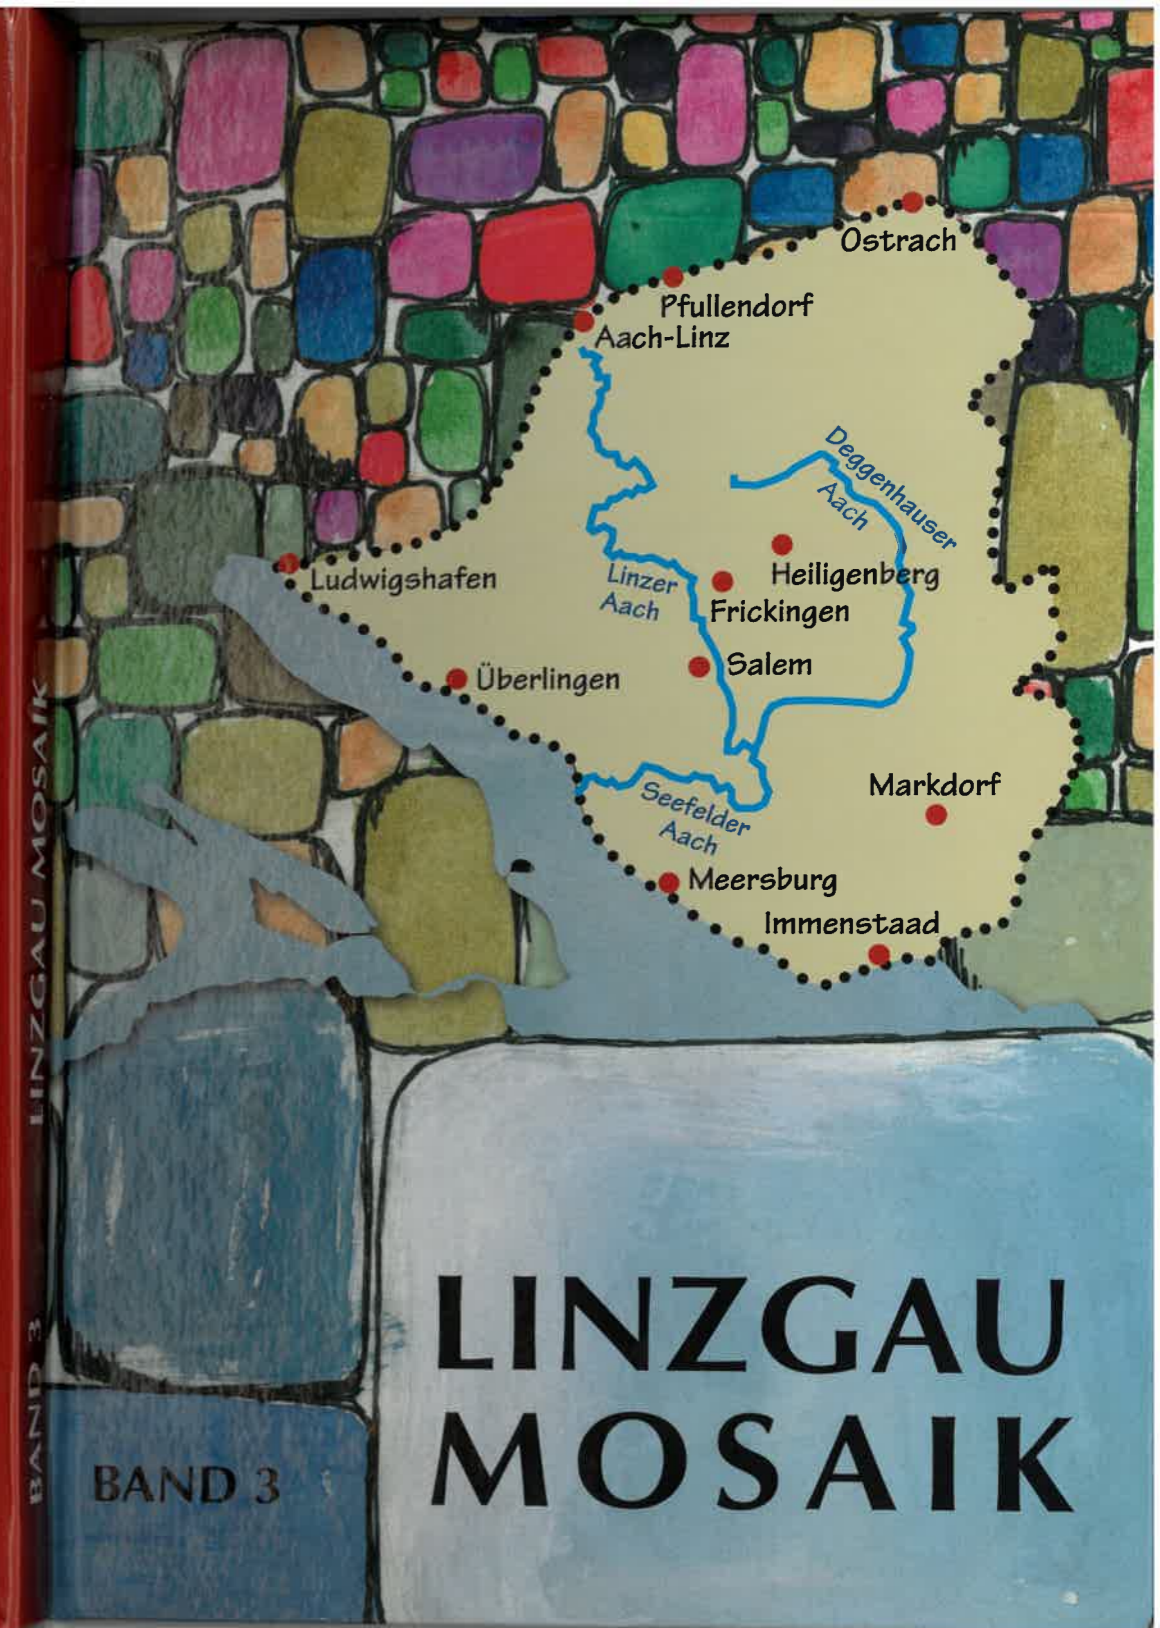 Ostrach
Pfullendorf
Aach-Linz
Deggenhauser
Aach
Heiligenberg
Ludwigshafen
Linzer
Aach
Frickingen
Salem
Überlingen
Markdorf
Seefelder
Aach
Meersburg
Immenstaad
LINZGAU
MOSAIK
BAND 3
BAND 3 LINZGAU MOSAIK